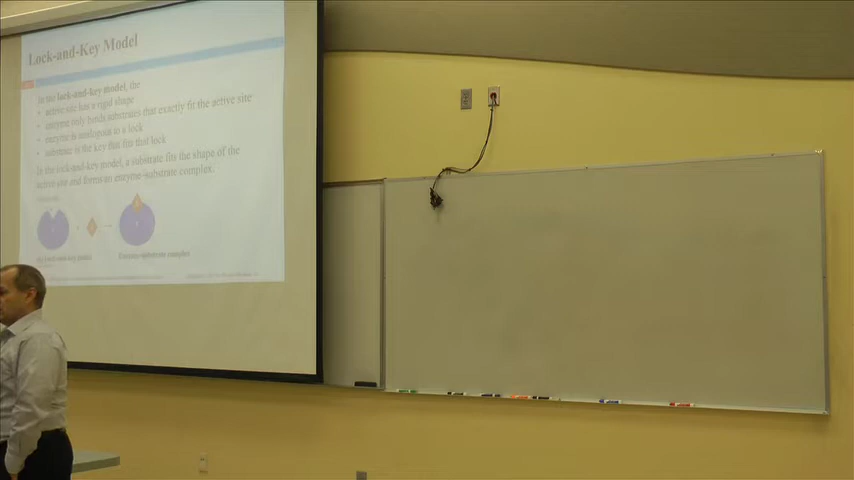 Lock-and-Key Model
In the lock-and-key model, the
• active site has a rigid shape
• enzyme only binds substrates that exactly fit the active site
• enzyme is analogous to a lock
• substrate is the key that fits that lock
In the lock-and-key model, a substrate fits the shape of the
active site and forms an enzyme–substrate complex.
+
Enzyme–substrate complex